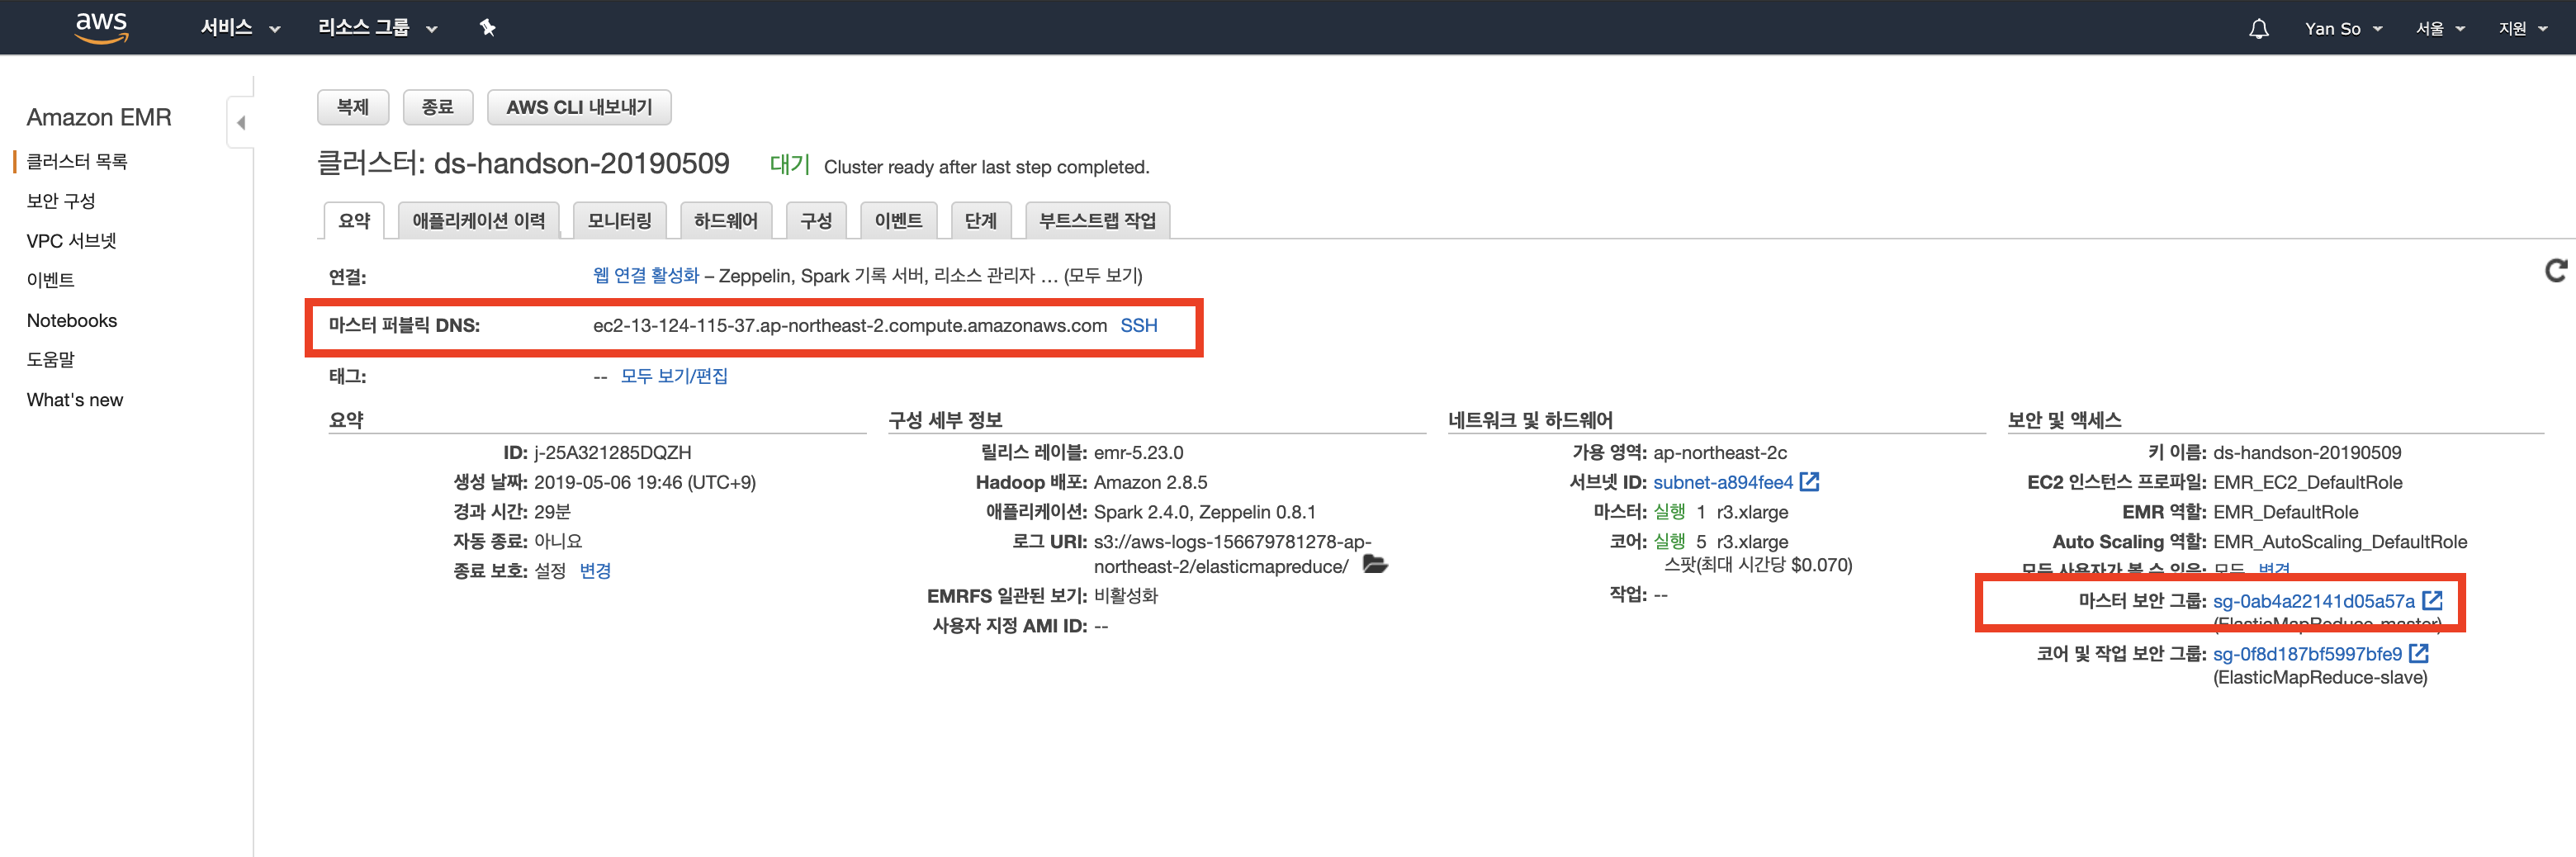 aws 서비스 리소스 그룹 Yan So 서울 지원
Amazon EMR
클러스터 목록
보안 구성
VPC 서브넷
이벤트
Notebooks
도움말
What's new
복제 종료 AWS CLI 내보내기
클러스터: ds-handson-20190509 대기 Cluster ready after last step completed.
요약 애플리케이션 이력 모니터링 하드웨어 구성 이벤트 단계 부트스트랩 작업
연결: 웹 연결 활성화 – Zeppelin, Spark 기록 서버, 리소스 관리자 … (모두 보기)
마스터 퍼블릭 DNS: ec2-13-124-115-37.ap-northeast-2.compute.amazonaws.com SSH
태그: -- 모두 보기/편집
요약
ID: j-25A321285DQZH
생성 날짜: 2019-05-06 19:46 (UTC+9)
경과 시간: 29분
자동 종료: 아니요
종료 보호: 설정 변경
구성 세부 정보
릴리스 레이블: emr-5.23.0
Hadoop 배포: Amazon 2.8.5
애플리케이션: Spark 2.4.0, Zeppelin 0.8.1
로그 URI: s3://aws-logs-156679781278-ap-
northeast-2/elasticmapreduce/
EMRFS 일관된 보기: 비활성화
사용자 지정 AMI ID: --
네트워크 및 하드웨어
가용 영역: ap-northeast-2c
서브넷 ID: subnet-a894fee4
마스터: 실행 1 r3.xlarge
코어: 실행 5 r3.xlarge
스팟(최대 시간당 $0.070)
작업: --
보안 및 액세스
키 이름: ds-handson-20190509
EC2 인스턴스 프로파일: EMR_EC2_DefaultRole
EMR 역할: EMR_DefaultRole
Auto Scaling 역할: EMR_AutoScaling_DefaultRole
모든 사용자가 볼 수 있음: 모두 변경
마스터 보안 그룹: sg-0ab4a22141d05a57a
(ElasticMapReduce-master)
코어 및 작업 보안 그룹: sg-0f8d187bf5997bfe9
(ElasticMapReduce-slave)